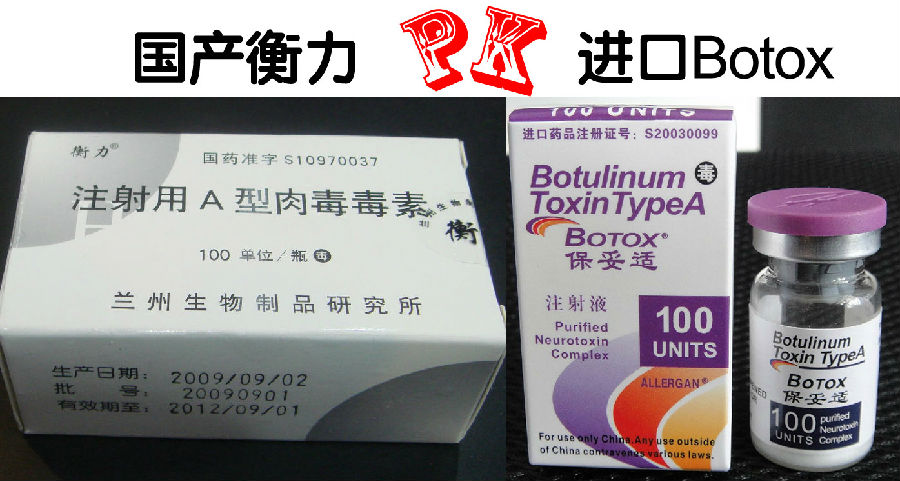 国产衡力 PK 进口Botox
衡力®
国药准字 S10970037
注射用A型肉毒毒素
衡
100 单位/瓶 毒
兰州生物制品研究所
生产日期: 2009/09/02
批 号: 20090901
有效期至: 2012/09/01
100 UNITS
进口药品注册证号: S20030099
Botulinum 毒
Toxin TypeA
BOTOX®
保妥适
注射液
Purified
Neurotoxin
Complex
100
UNITS
ALLERGAN®
For use only China.Any use outside
of China contravenes various laws.
Botulinum
Toxin TypeA
BOTOX
保妥适
100 purified
UNITS Neurotoxin
Complex